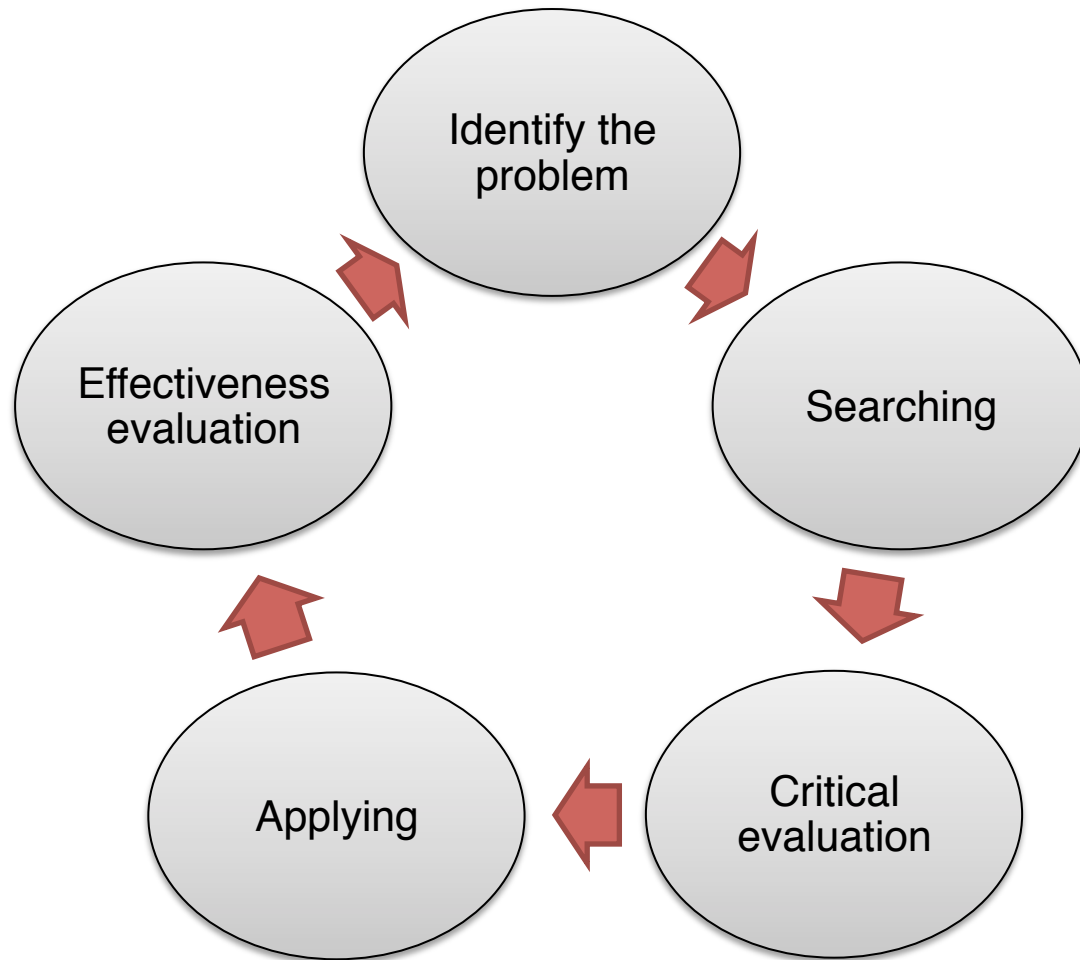 Identify the
problem
Searching
Critical
evaluation
Applying
Effectiveness
evaluation